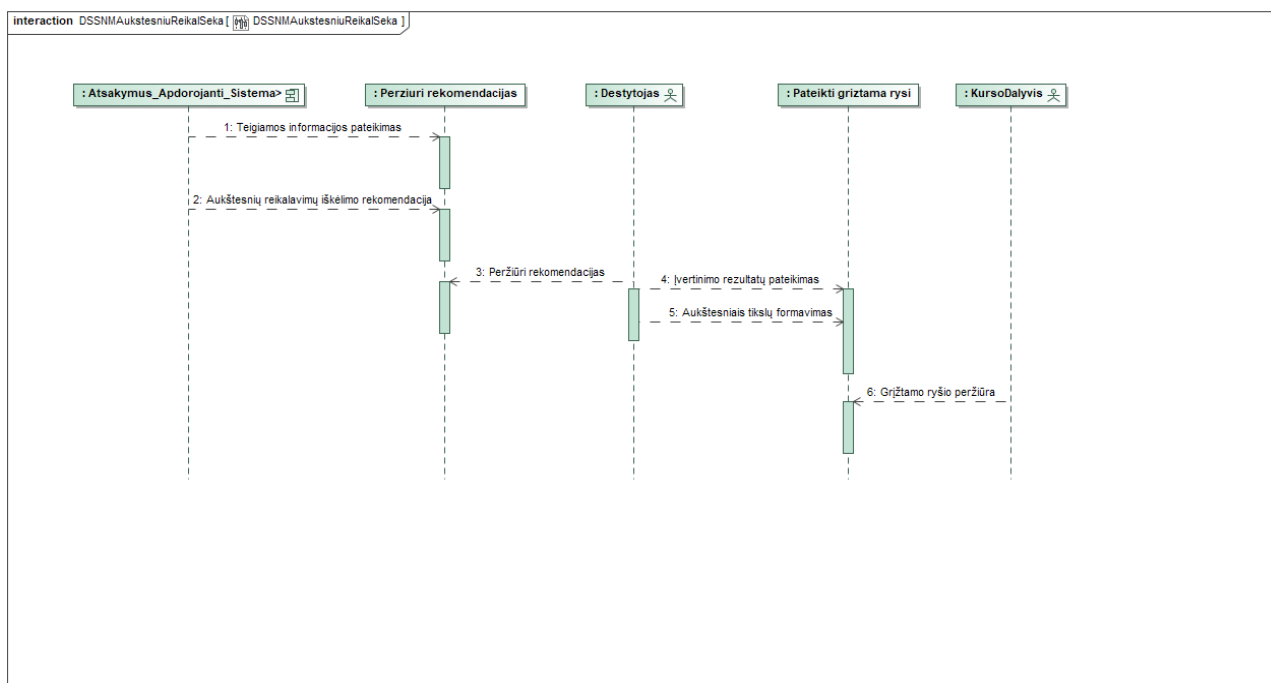 interaction DSSNMAukstesniuReikalSeka [ DSSNMAukstesniuReikalSeka ]
: Atsakymus_Apdorojanti_Sistema>
: Perziuri rekomendacijas
: Destytojas
: Pateikti griztama rysi
: KursoDalyvis
1: Teigiamos informacijos pateikimas
2: Aukštesnių reikalavimų iškėlimo rekomendacija
3: Peržiūri rekomendacijas
4: Įvertinimo rezultatų pateikimas
5: Aukštesniais tikslų formavimas
6: Grįžtamo ryšio peržiūra